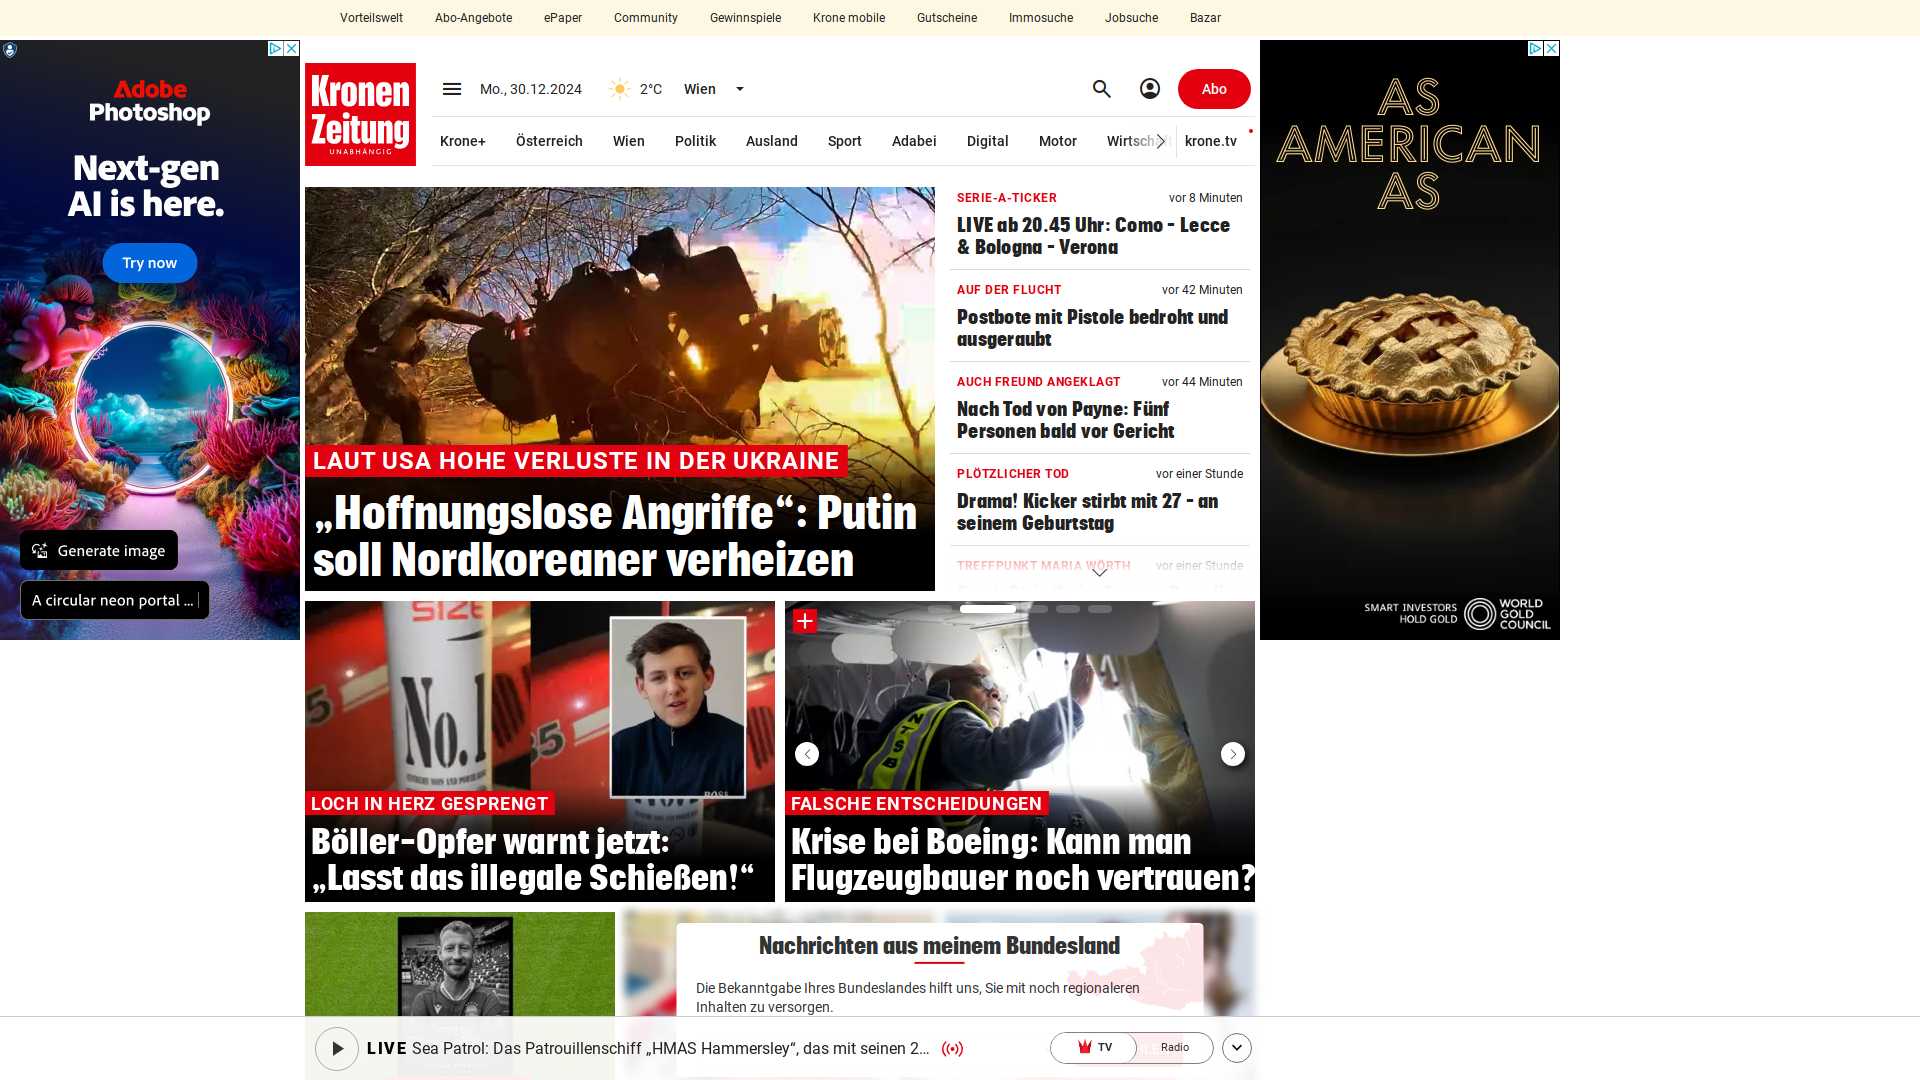 Vorteilswelt
Abo-Angebote
ePaper
Community
Gewinnspiele
Krone mobile
Gutscheine
Immosuche
Jobsuche
Bazar
Adobe
Photoshop
Next-gen
AI is here.
Try now
Generate image
A circular neon portal ...
Kronen
Zeitung
UNABHÄNGIG
Mo., 30.12.2024
2°C
Wien
Abo
Krone+
Österreich
Wien
Politik
Ausland
Sport
Adabei
Digital
Motor
Wirtschaft
krone.tv
LAUT USA HOHE VERLUSTE IN DER UKRAINE
„Hoffnungslose Angriffe“: Putin
soll Nordkoreaner verheizen
SERIE-A-TICKER
vor 8 Minuten
LIVE ab 20.45 Uhr: Como - Lecce
& Bologna - Verona
AUF DER FLUCHT
vor 42 Minuten
Postbote mit Pistole bedroht und
ausgeraubt
AUCH FREUND ANGEKLAGT
vor 44 Minuten
Nach Tod von Payne: Fünf
Personen bald vor Gericht
PLÖTZLICHER TOD
vor einer Stunde
Drama! Kicker stirbt mit 27 - an
seinem Geburtstag
TREFFPUNKT MARIA WÖRTH
vor einer Stunde
AS
AMERICAN
AS
SMART INVESTORS
HOLD GOLD
WORLD
GOLD
COUNCIL
SIZE
No.1
35
NTSB
LOCH IN HERZ GESPRENGT
Böller-Opfer warnt jetzt:
„Lasst das illegale Schießen!“
FALSCHE ENTSCHEIDUNGEN
Krise bei Boeing: Kann man
Flugzeugbauer noch vertrauen?
Nachrichten aus meinem Bundesland
Die Bekanntgabe Ihres Bundeslandes hilft uns, Sie mit noch regionaleren
Inhalten zu versorgen.
LIVE Sea Patrol: Das Patrouillenschiff „HMAS Hammersley“, das mit seinen 2...
TV
Radio